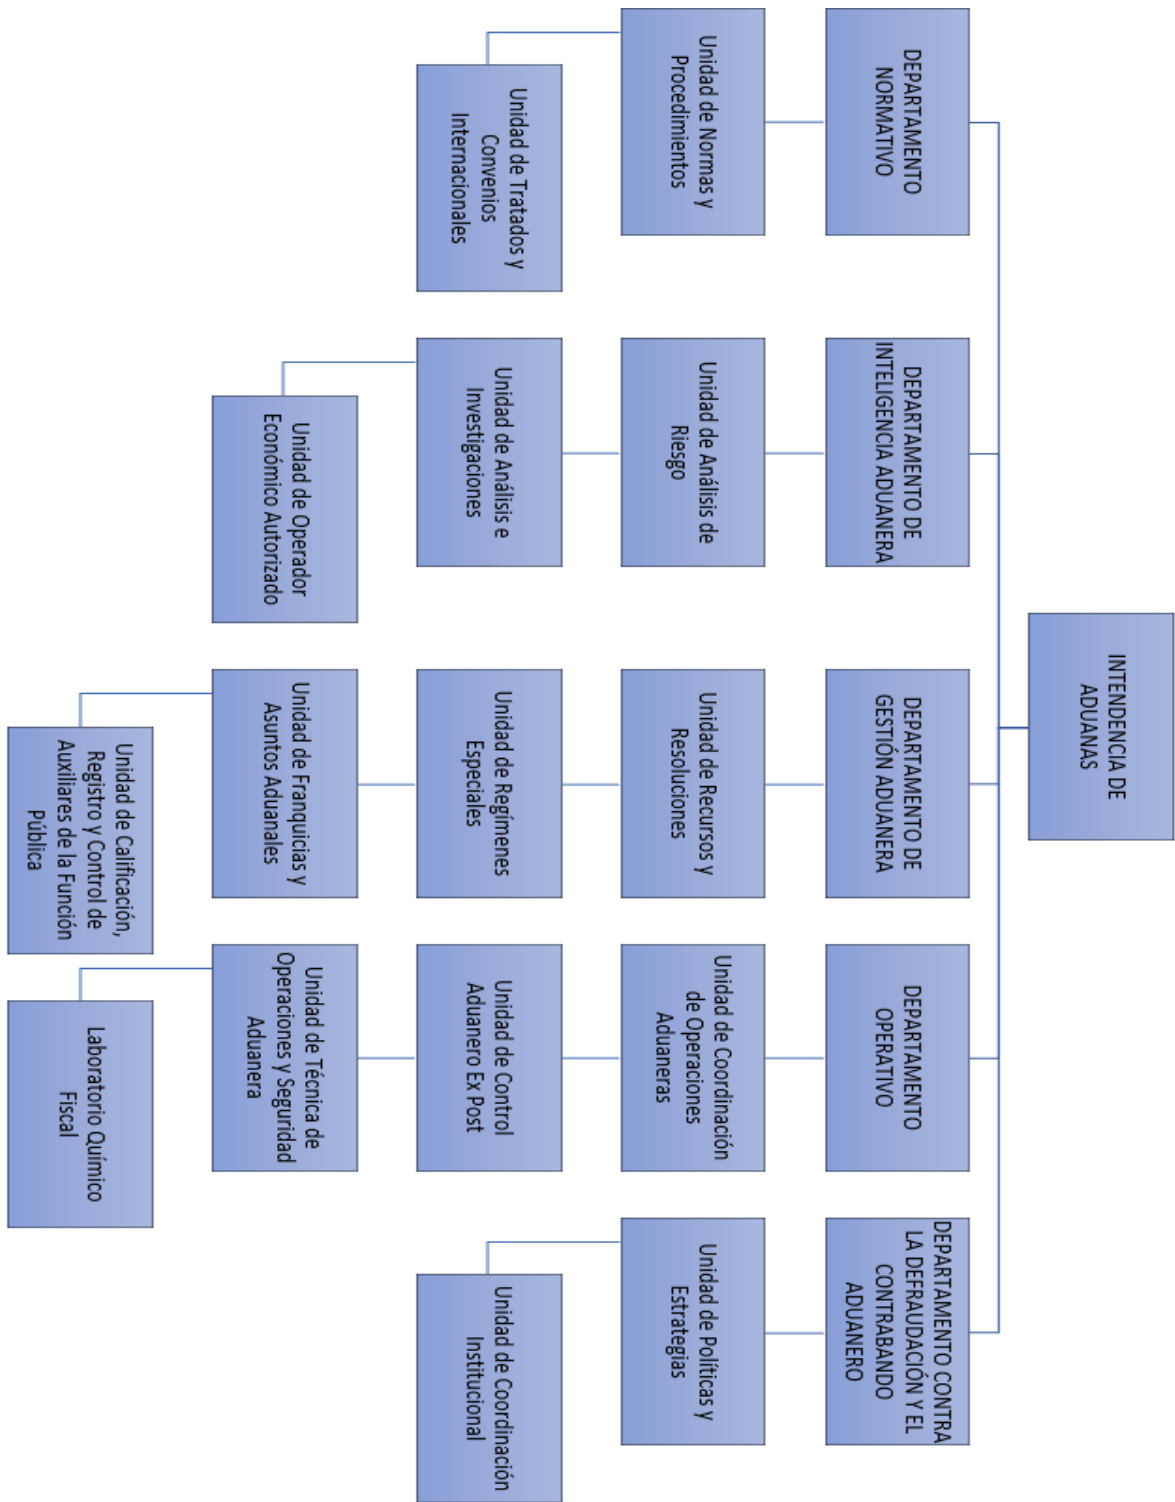 INTENDENCIA DE
ADUANAS
DEPARTAMENTO
NORMATIVO
Unidad de Normas y
Procedimientos
Unidad de Tratados y
Convenios
Internacionales
DEPARTAMENTO DE
INTELIGENCIA ADUANERA
Unidad de Análisis de
Riesgo
Unidad de Análisis e
Investigaciones
Unidad de Operador
Económico Autorizado
DEPARTAMENTO DE
GESTIÓN ADUANERA
Unidad de Recursos y
Resoluciones
Unidad de Regímenes
Especiales
Unidad de Franquicias y
Asuntos Aduanales
Unidad de Calificación,
Registro y Control de
Auxiliares de la Función
Pública
DEPARTAMENTO
OPERATIVO
Unidad de Coordinación
de Operaciones
Aduaneras
Unidad de Control
Aduanero Ex Post
Unidad de Técnica de
Operaciones y Seguridad
Aduanera
Laboratorio Químico
Fiscal
DEPARTAMENTO CONTRA
LA DEFRAUDACIÓN Y EL
CONTRABANDO
ADUANERO
Unidad de Políticas y
Estrategias
Unidad de Coordinación
Institucional